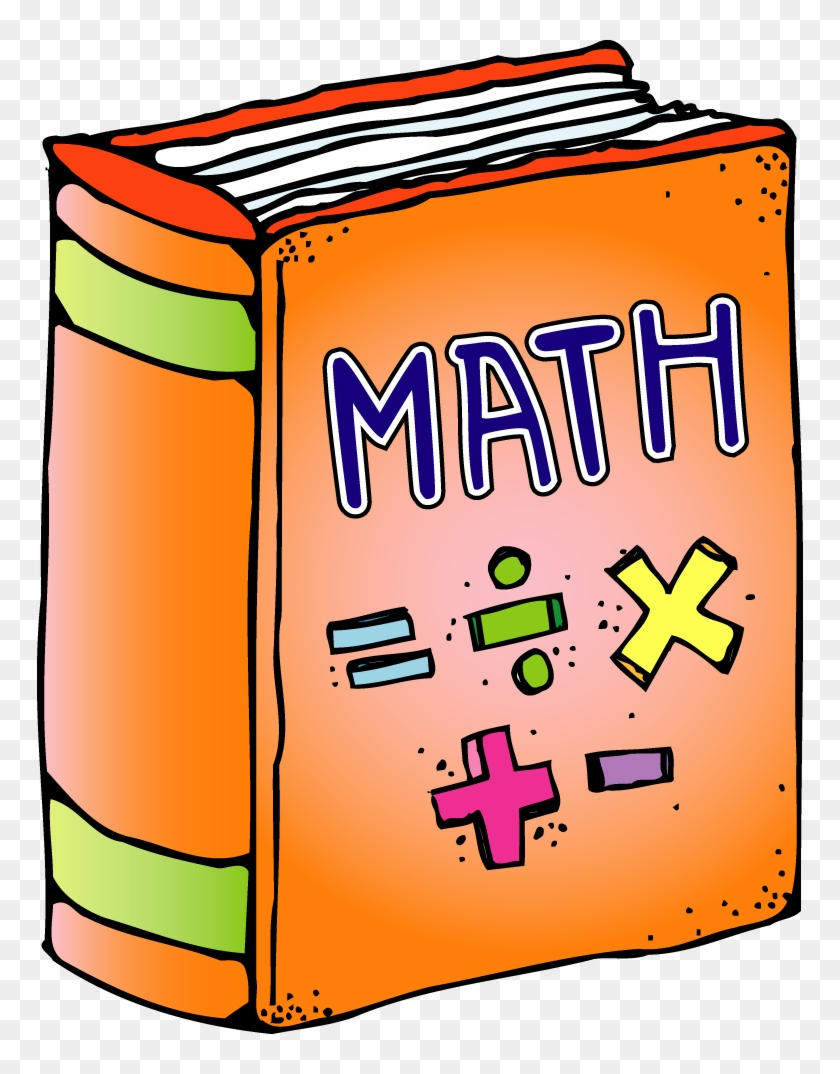 MATH
= ÷ ×
+ -